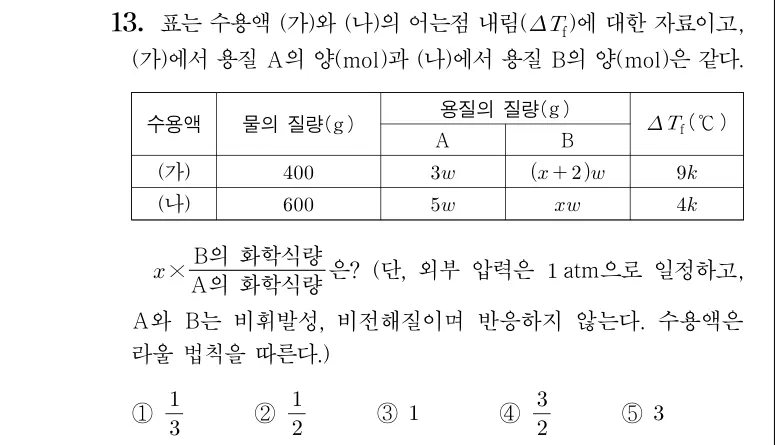 13. 표는 수용액 (가)와 (나)의 어는점 내림(ΔTf)에 대한 자료이고,
(가)에서 용질 A의 양(mol)과 (나)에서 용질 B의 양(mol)은 같다.
수용액 물의 질량(g) 용질의 질량(g) ΔTf(℃)
A B
(가) 400 3w (x+2)w 9k
(나) 600 5w xw 4k
x× B의 화학식량 / A의 화학식량 은? (단, 외부 압력은 1 atm으로 일정하고,
A와 B는 비휘발성, 비전해질이며 반응하지 않는다. 수용액은
라울 법칙을 따른다.)
① 1/3 ② 1/2 ③ 1 ④ 3/2 ⑤ 3